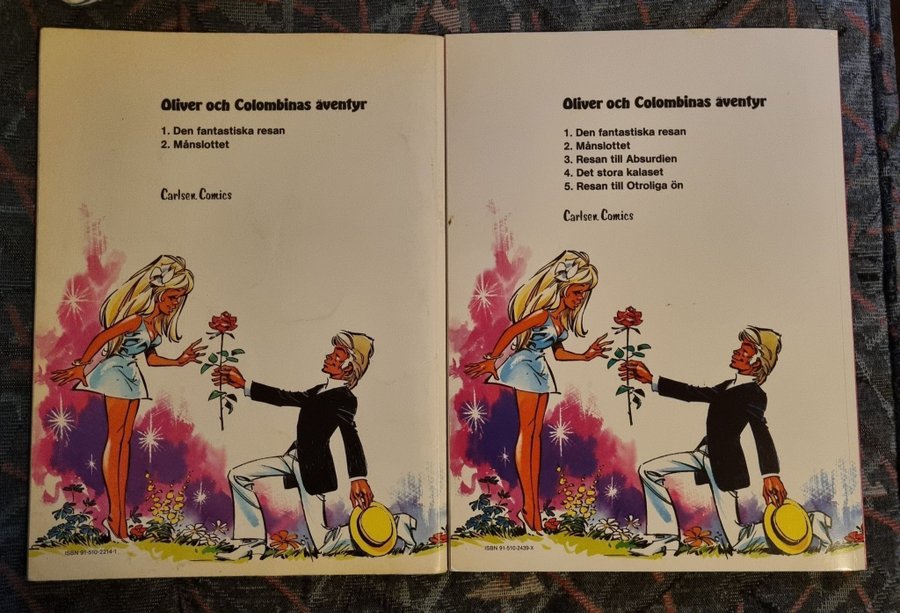 Oliver och Colombinas äventyr
1. Den fantastiska resan
2. Månslottet
Carlsen Comics
ISBN 91-510-2214-1
Oliver och Colombinas äventyr
1. Den fantastiska resan
2. Månslottet
3. Resan till Absurdien
4. Det stora kalaset
5. Resan till Otroliga ön
Carlsen Comics
ISBN 91-510-2439-X